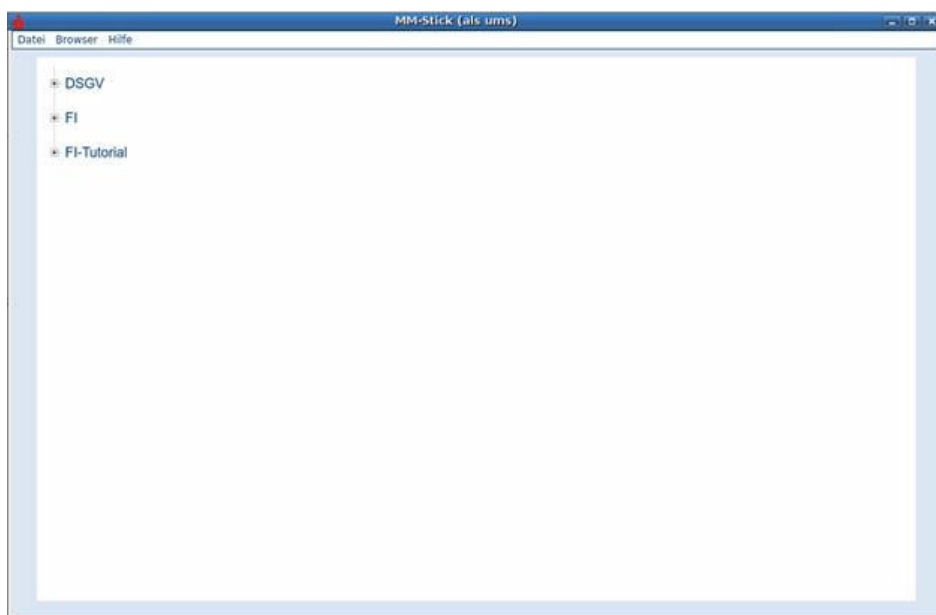 MM-Stick (als ums)
Datei Browser Hilfe
DSGV
FI
FI-Tutorial